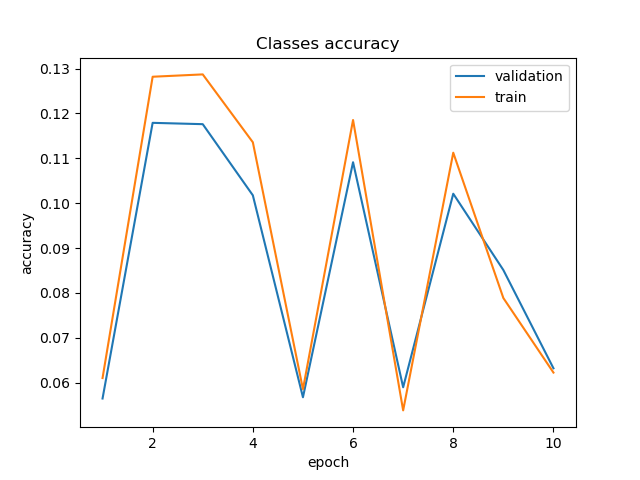 Classes accuracy
validation
train
0.13
0.12
0.11
0.10
0.09
0.08
0.07
0.06
accuracy
2 4 6 8 10
epoch